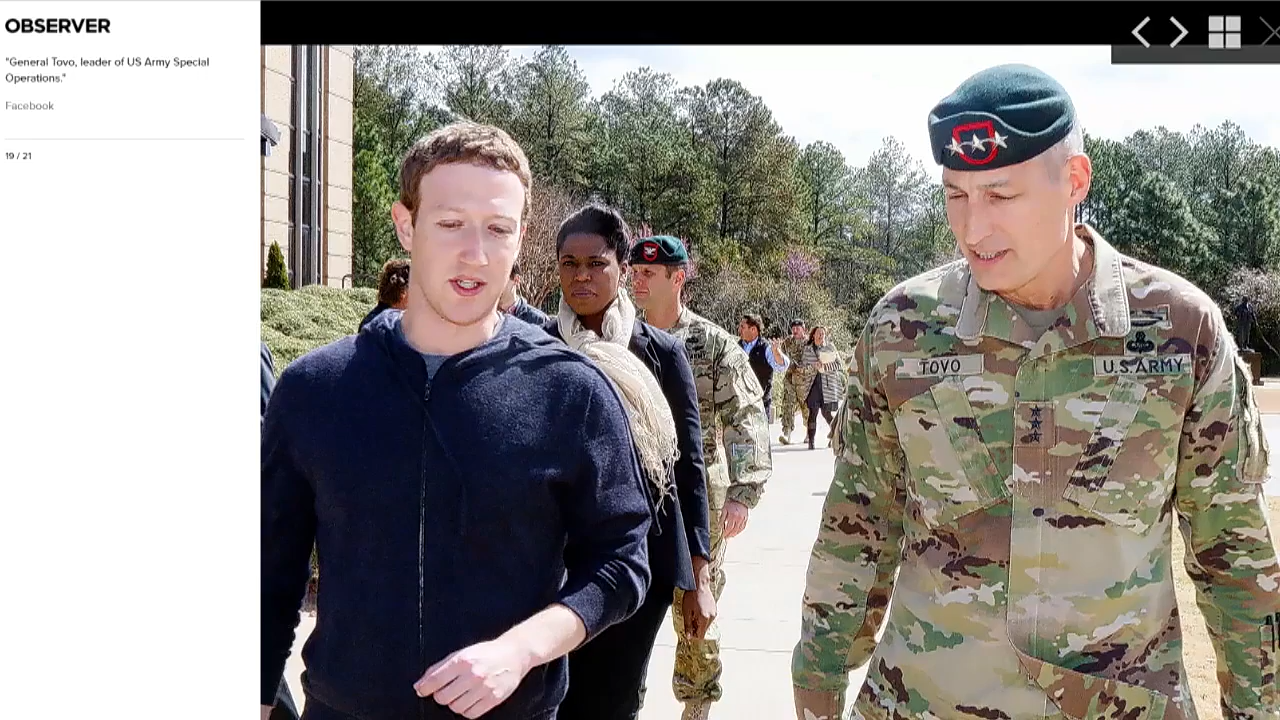 OBSERVER
"General Tovo, leader of US Army Special
Operations."
Facebook
19 / 21
TOVO
U.S. ARMY